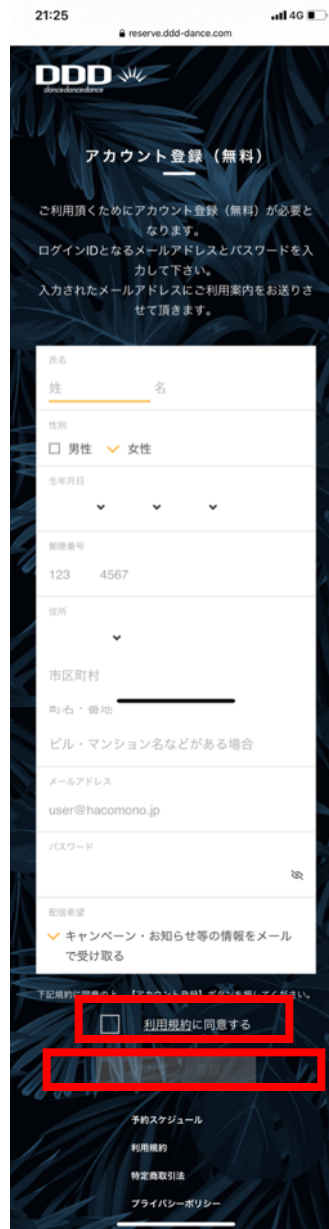 21:25
4G
reserve.ddd-dance.com
DDD
dancedancedance
アカウント登録（無料）
ご利用頂くためにアカウント登録（無料）が必要と
なります。
ログインIDとなるメールアドレスとパスワードを入
力して下さい。
入力されたメールアドレスにご利用案内をお送りさ
せて頂きます。
氏名
姓 名
性別
男性 女性
生年月日
郵便番号
123 4567
住所
市区町村
町名・番地
ビル・マンション名などがある場合
メールアドレス
user@hacomono.jp
パスワード
配信希望
キャンペーン・お知らせ等の情報をメール
で受け取る
下記規約に同意の上、【アカウント登録】ボタンを押してください。
利用規約に同意する
予約スケジュール
利用規約
特定商取引法
プライバシーポリシー